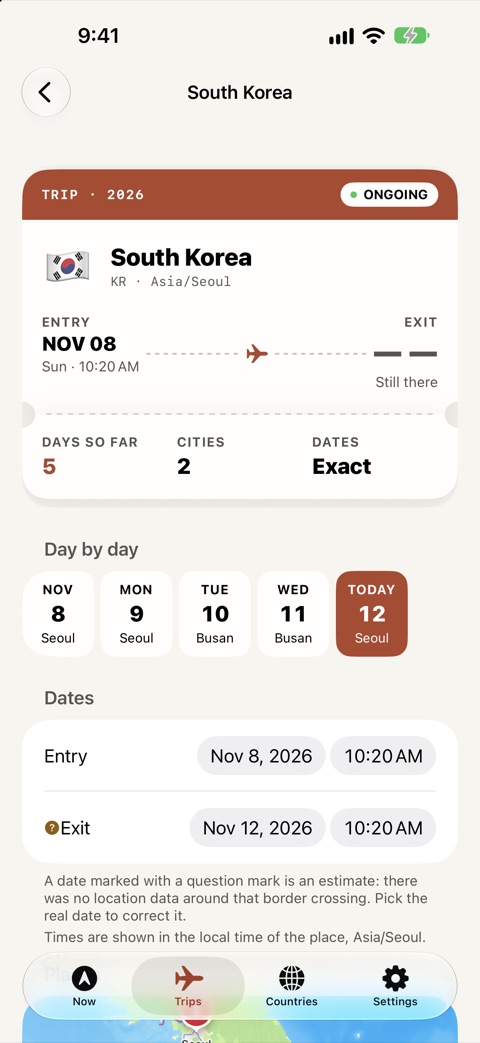 9:41
South Korea
TRIP · 2026
ONGOING
South Korea
KR · Asia/Seoul
ENTRY
EXIT
NOV 08
Sun · 10:20 AM
Still there
DAYS SO FAR
CITIES
DATES
5
2
Exact
Day by day
NOV
MON
TUE
WED
TODAY
8
9
10
11
12
Seoul
Seoul
Busan
Busan
Seoul
Dates
Entry
Nov 8, 2026
10:20 AM
?
Exit
Nov 12, 2026
10:20 AM
A date marked with a question mark is an estimate: there
was no location data around that border crossing. Pick the
real date to correct it.
Times are shown in the local time of the place, Asia/Seoul.
Now
Trips
Countries
Settings